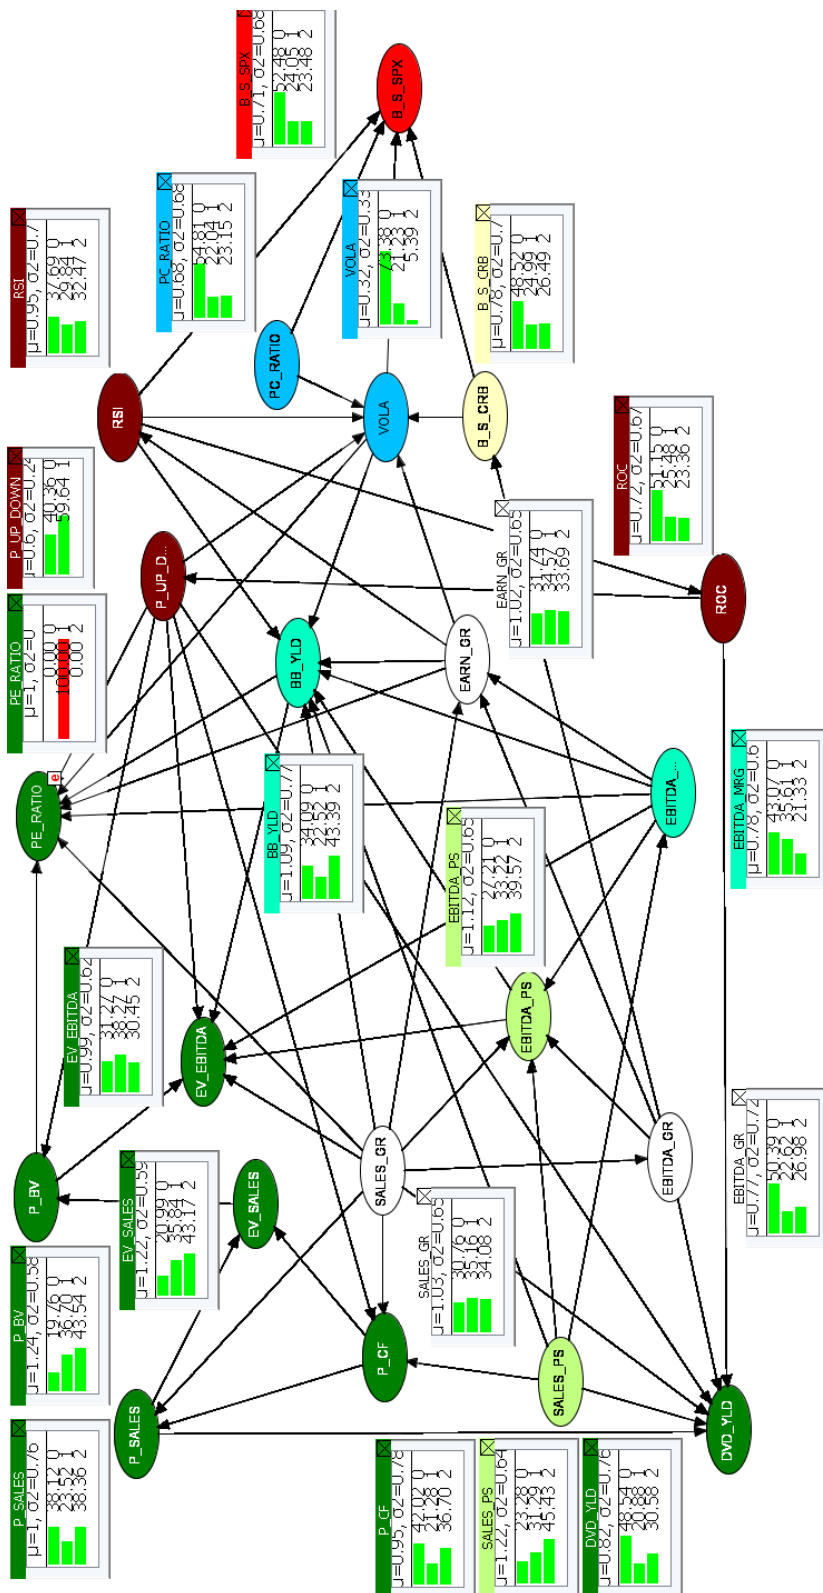 P_SALES
μ=1, σ2=0.76
38.12 0
23.52 1
38.36 2
P_BV
μ=1.24, σ2=0.58
19.76 0
36.70 1
43.54 2
PE_RATIO
μ=1, σ2=0
0.00 0
100.00 1
0.00 2
P_UP_DOWN
μ=0.6, σ2=0.24
40.36 0
59.64 1
RSI
μ=0.95, σ2=0.7
37.69 0
29.84 1
32.47 2
P_SALES
P_BV
PE_RATIO
e
P_UP_D...
RSI
EV_SALES
μ=1.22, σ2=0.59
20.99 0
35.84 1
43.17 2
EV_EBITDA
μ=0.99, σ2=0.62
31.27 0
38.27 1
30.45 2
PC_RATIO
μ=0.68, σ2=0.68
54.81 0
22.04 1
23.15 2
EV_SALES
EV_EBITDA
BB_YLD
PC_RATIO
B_S_SPX
μ=0.71, σ2=0.68
52.48 0
24.05 1
23.48 2
BB_YLD
μ=1.09, σ2=0.77
34.09 0
22.52 1
43.39 2
VOLA
μ=0.32, σ2=0.33
73.38 0
21.23 1
5.39 2
P_CF
SALES_GR
VOLA
B_S_SPX
P_CF
μ=0.95, σ2=0.78
42.02 0
21.28 1
36.70 2
SALES_GR
μ=1.03, σ2=0.65
30.76 0
35.16 1
34.08 2
EBITDA_PS
μ=1.12, σ2=0.65
27.21 0
33.22 1
39.57 2
EARN_GR
B_S_CRB
SALES_PS
μ=1.22, σ2=0.64
23.28 0
31.29 1
45.43 2
B_S_CRB
μ=0.78, σ2=0.7
48.52 0
24.99 1
26.49 2
EARN_GR
μ=1.02, σ2=0.65
31.74 0
34.57 1
33.69 2
SALES_PS
EBITDA_PS
DVD_YLD
μ=0.82, σ2=0.76
48.54 0
20.88 1
30.58 2
ROC
μ=0.72, σ2=0.67
51.15 0
25.48 1
23.36 2
EBITDA_GR
EBITDA_...
DVD_YLD
ROC
EBITDA_GR
μ=0.77, σ2=0.72
50.39 0
22.62 1
26.98 2
EBITDA_MRG
μ=0.78, σ2=0.6
43.07 0
35.61 1
21.33 2